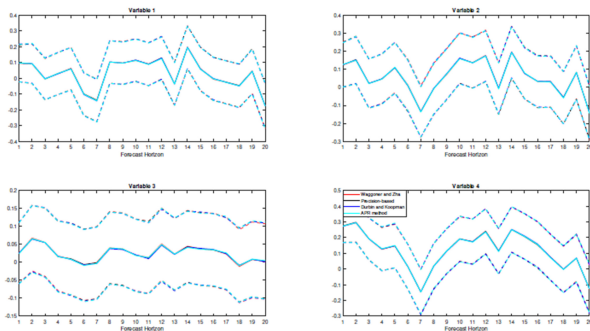 Variable 1
0.4
0.3
0.2
0.1
0
-0.1
-0.2
-0.3
-0.4
1 2 3 4 5 6 7 8 9 10 11 12 13 14 15 16 17 18 19 20
Forecast Horizon
Variable 2
0.4
0.3
0.2
0.1
0
-0.1
-0.2
-0.3
1 2 3 4 5 6 7 8 9 10 11 12 13 14 15 16 17 18 19 20
Forecast Horizon
Variable 3
0.2
0.15
0.1
0.05
0
-0.05
-0.1
-0.15
1 2 3 4 5 6 7 8 9 10 11 12 13 14 15 16 17 18 19 20
Forecast Horizon
Variable 4
0.5
0.4
0.3
0.2
0.1
0
-0.1
-0.2
-0.3
Waggoner and Zha
Precision-based
Durbin and Koopman
APR method
1 2 3 4 5 6 7 8 9 10 11 12 13 14 15 16 17 18 19 20
Forecast Horizon